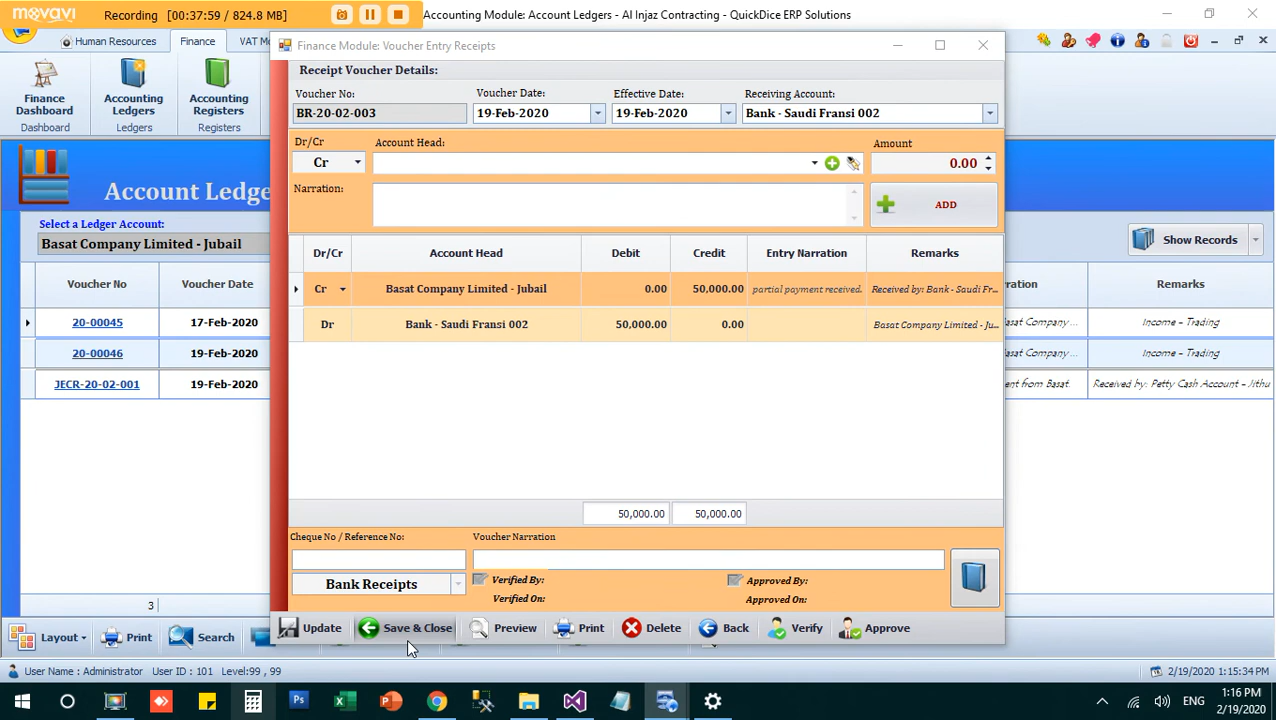 movavi
Recording (00:37:59 / 824.8 MB)
Accounting Module: Account Ledgers - Al Injaz Contracting - QuickDice ERP Solutions
Human Resources
Finance
VAT Mo
Finance Module: Voucher Entry Receipts
Finance
Dashboard
Accounting
Ledgers
Accounting
Registers
Dashboard
Ledgers
Registers
Receipt Voucher Details:
Voucher No:
Voucher Date:
Effective Date:
Receiving Account:
BR-20-02-003
19-Feb-2020
19-Feb-2020
Bank - Saudi Fransi 002
Dr/Cr
Account Head:
Amount
Cr
0.00
Narration:
ADD
Account Ledge
Select a Ledger Account:
Basat Company Limited - Jubail
Show Records
Dr/Cr
Account Head
Debit
Credit
Entry Narration
Remarks
Cr
Basat Company Limited - Jubail
0.00
50,000.00
partial payment received.
Received by: Bank - Saudi Fr...
Dr
Bank - Saudi Fransi 002
50,000.00
0.00
Basat Company Limited - Ju...
50,000.00
50,000.00
Voucher No
Voucher Date
ration
Remarks
20-00045
17-Feb-2020
asat Company ...
Income – Trading
20-00046
19-Feb-2020
asat Company ...
Income – Trading
JECR-20-02-001
19-Feb-2020
ent from Basat.
Received by: Petty Cash Account – Jithu
3
Cheque No / Reference No:
Voucher Narration
Bank Receipts
Verified By:
Verified On:
Approved By:
Approved On:
Update
Save & Close
Preview
Print
Delete
Back
Verify
Approve
Layout
Print
Search
User Name : Administrator
User ID : 101
Level:99 , 99
2/19/2020 1:15:34 PM
Ps
ENG
1:16 PM
2/19/2020